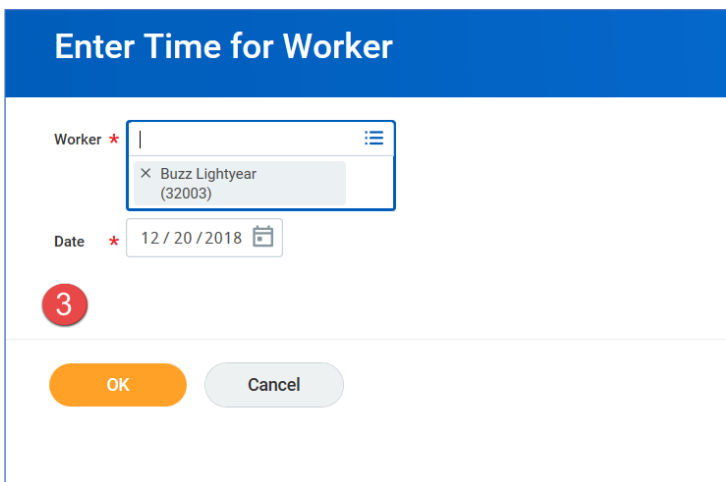 Enter Time for Worker
Worker *
× Buzz Lightyear
(32003)
Date * 12/20/2018
3
OK Cancel